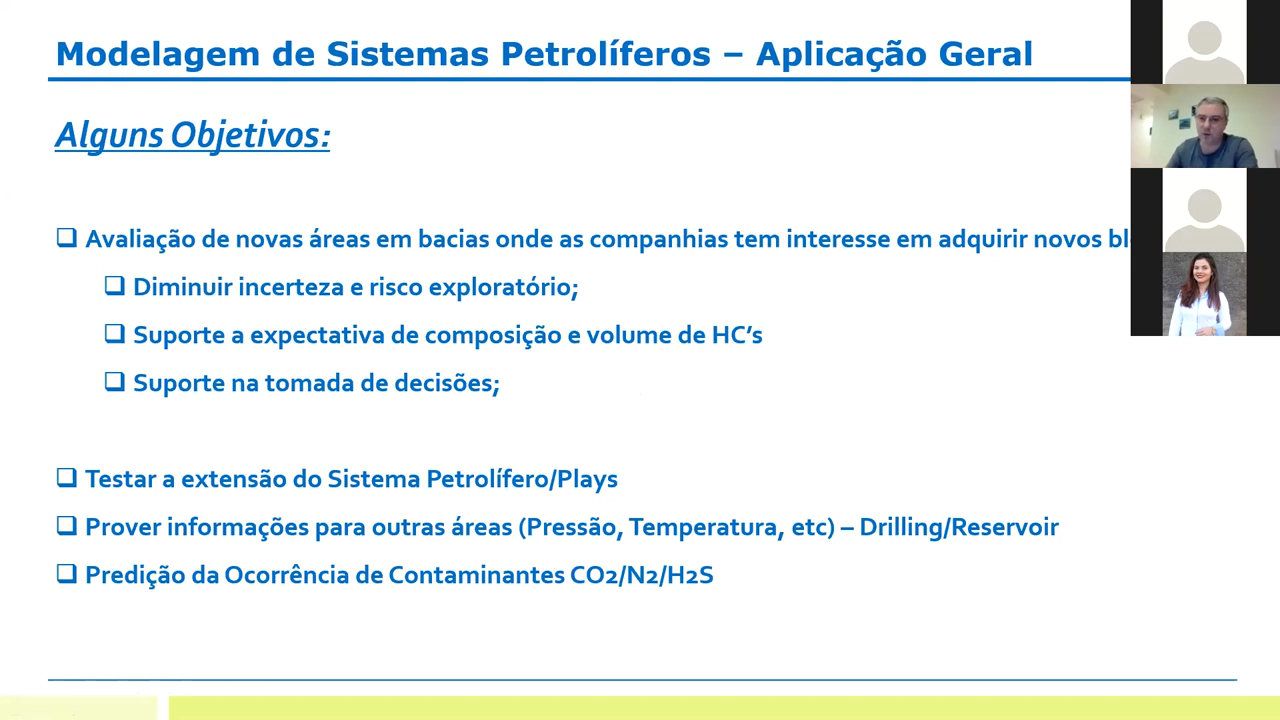 Modelagem de Sistemas Petrolíferos – Aplicação Geral
Alguns Objetivos:
Avaliação de novas áreas em bacias onde as companhias tem interesse em adquirir novos
Diminuir incerteza e risco exploratório;
Suporte a expectativa de composição e volume de HC’s
Suporte na tomada de decisões;
Testar a extensão do Sistema Petrolífero/Plays
Prover informações para outras áreas (Pressão, Temperatura, etc) – Drilling/Reservoir
Predição da Ocorrência de Contaminantes CO2/N2/H2S